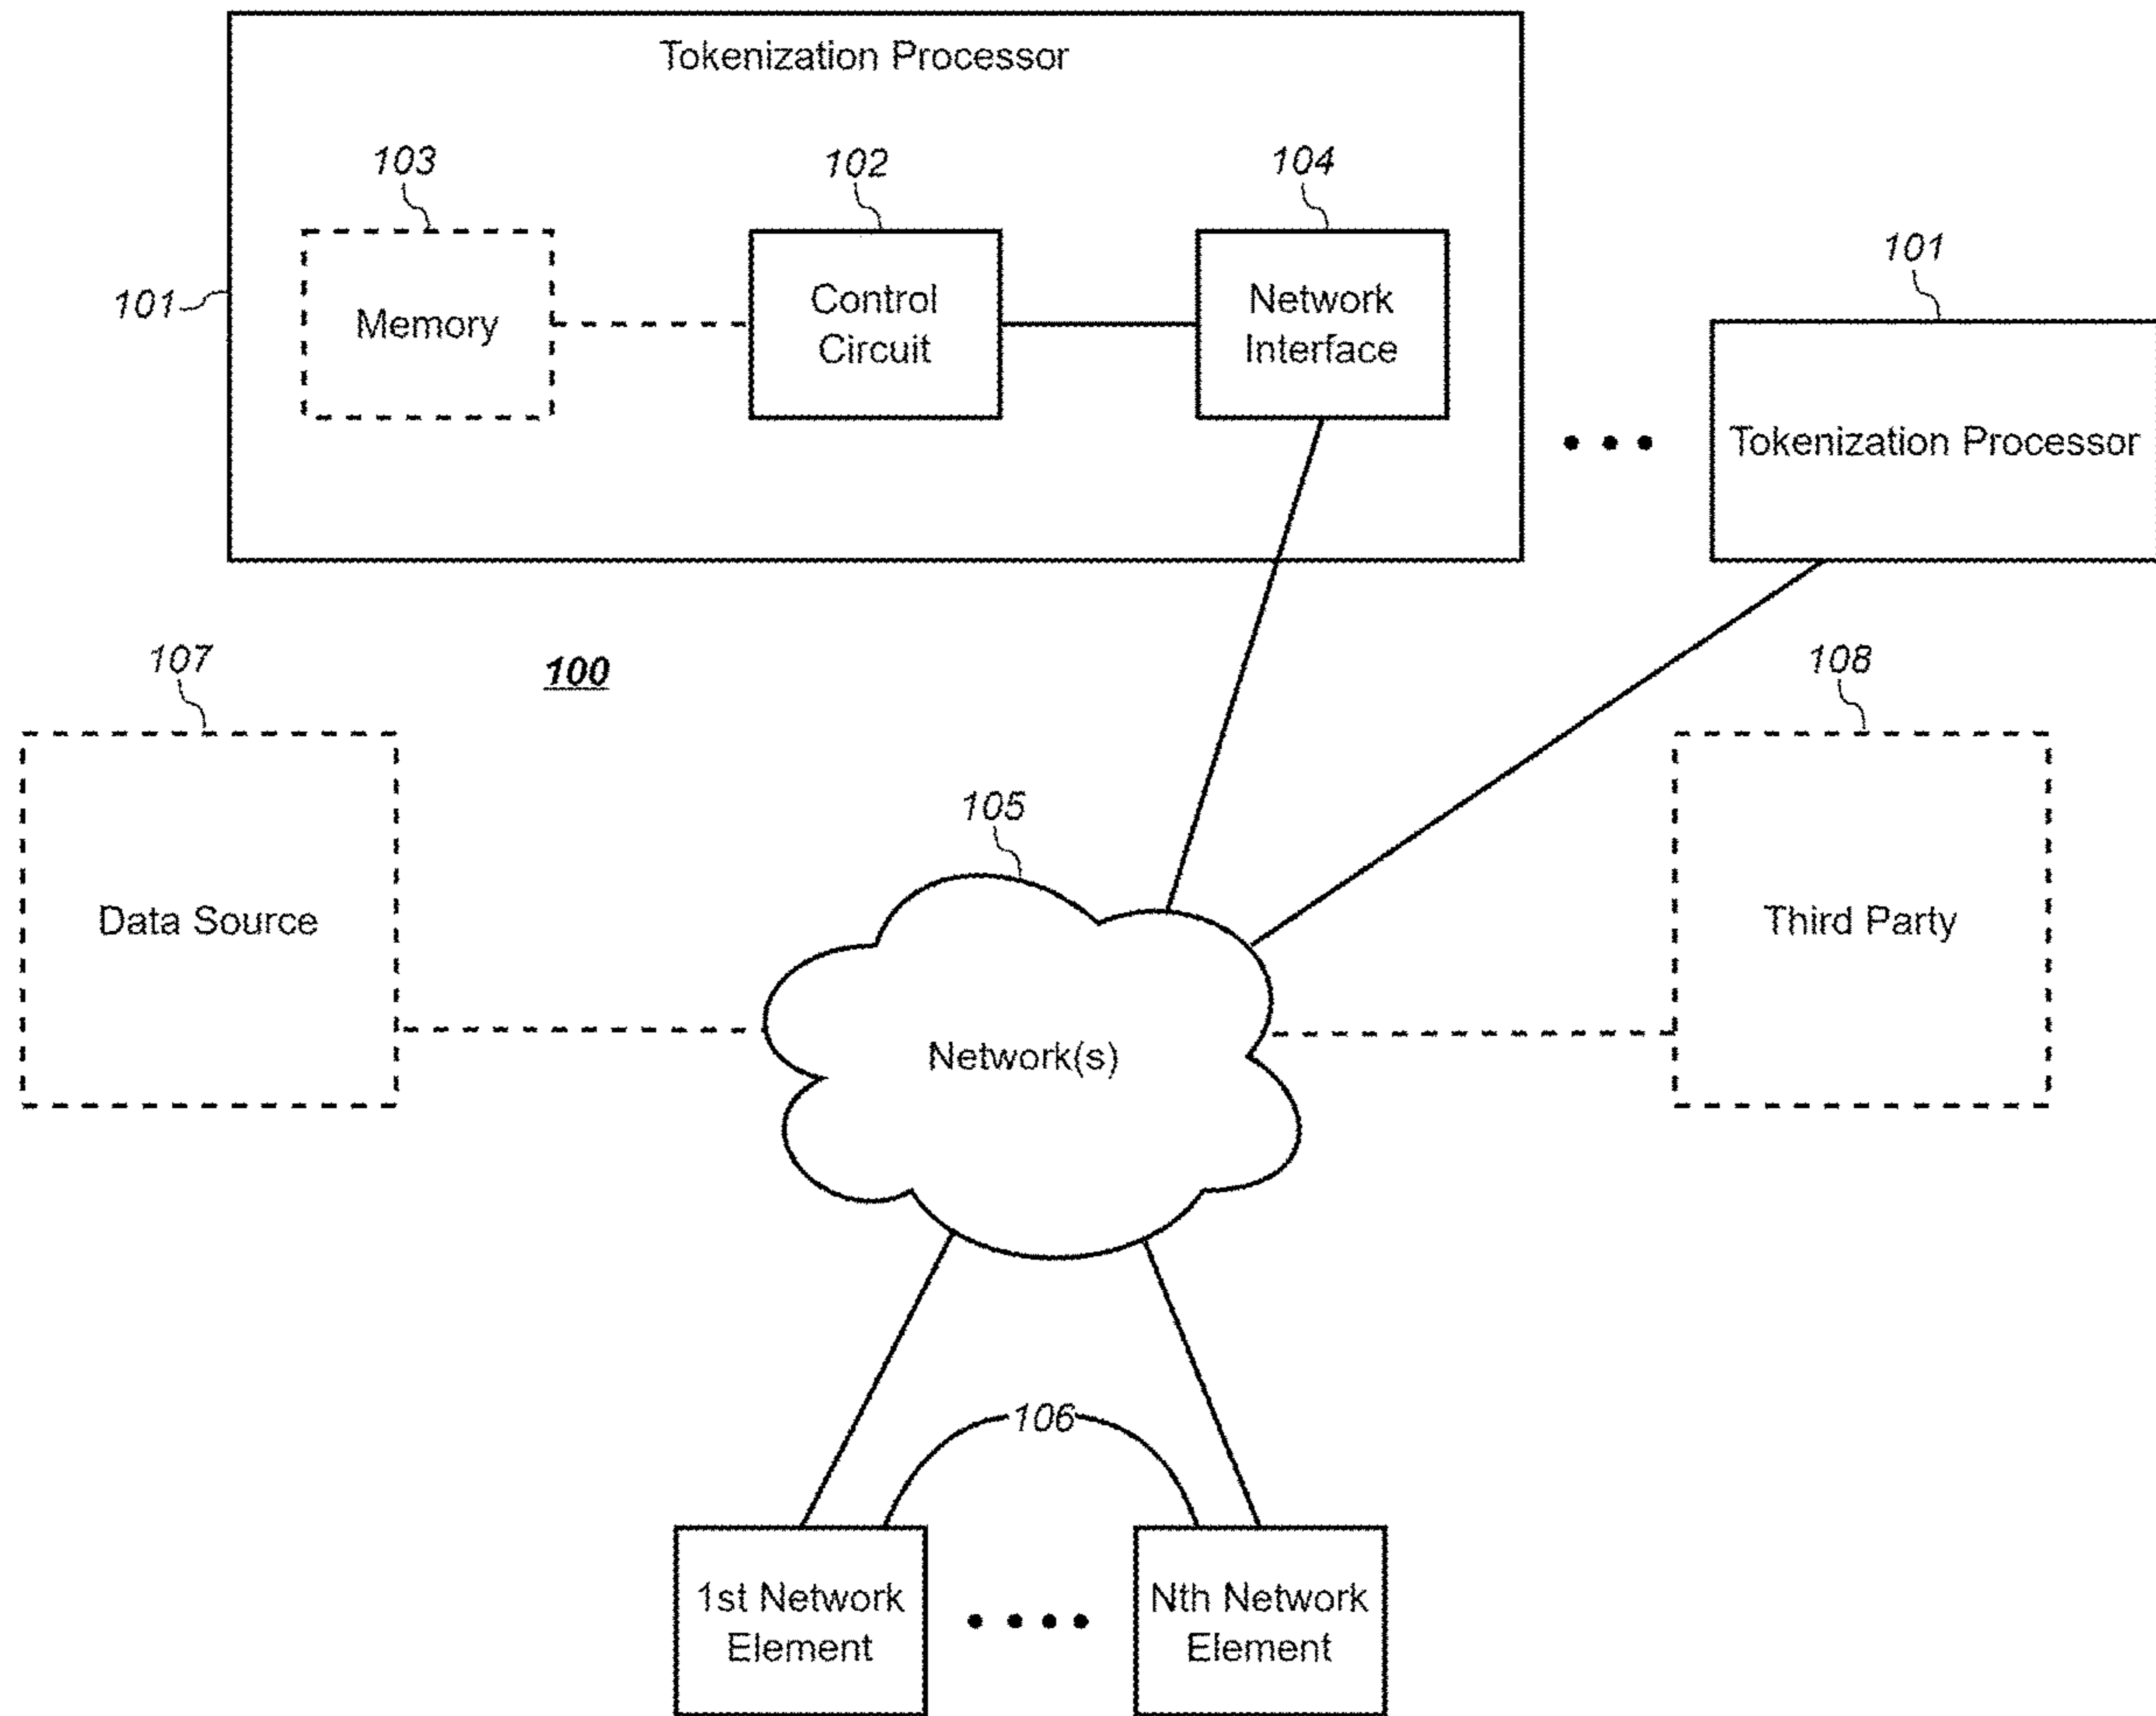 Tokenization Processor
103
102
104
101
Memory
Control
Circuit
Network
Interface
101
Tokenization Processor
107
100
108
105
Data Source
Third Party
Network(s)
106
1st Network
Element
Nth Network
Element